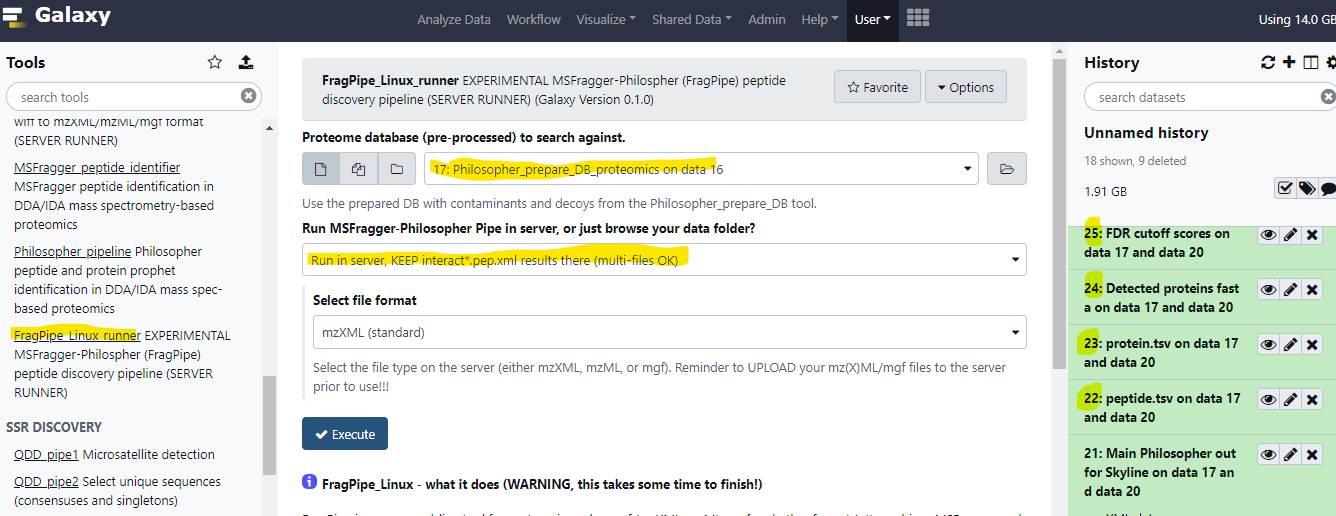 Galaxy
Analyze Data Workflow Visualize Shared Data Admin Help User
Using 14.0 GB
Tools
search tools
wiff to mzXML/mzML/mgf format
(SERVER RUNNER)
MSFragger_peptide_identifier
MSFragger peptide identification in
DDA/IDA mass spectrometry-based
proteomics
Philosopher_pipeline Philosopher
peptide and protein prophet
identification in DDA/IDA mass spec-
based proteomics
FragPipe_Linux_runner EXPERIMENTAL
MSFragger-Philospher (FragPipe)
peptide discovery pipeline (SERVER
RUNNER)
SSR DISCOVERY
QDD_pipe1 Microsatellite detection
QDD_pipe2 Select unique sequences
(consensuses and singletons)
FragPipe_Linux_runner EXPERIMENTAL MSFragger-Philospher (FragPipe) peptide
discovery pipeline (SERVER RUNNER) (Galaxy Version 0.1.0)
Favorite
Options
Proteome database (pre-processed) to search against.
17: Philosopher_prepare_DB_proteomics on data 16
Use the prepared DB with contaminants and decoys from the Philosopher_prepare_DB tool.
Run MSFragger-Philosopher Pipe in server, or just browse your data folder?
Run in server, KEEP interact*.pep.xml results there (multi-files OK)
Select file format
mzXML (standard)
Select the file type on the server (either mzXML, mzML, or mgf). Reminder to UPLOAD your mz(X)ML/mgf files to the server
prior to use!!!
Execute
FragPipe_Linux - what it does (WARNING, this takes some time to finish!)
History
search datasets
Unnamed history
18 shown, 9 deleted
1.91 GB
25: FDR cutoff scores on
data 17 and data 20
24: Detected proteins fast
a on data 17 and data 20
23: protein.tsv on data 17
and data 20
22: peptide.tsv on data 17
and data 20
21: Main Philosopher out
for Skyline on data 17 an
d data 20